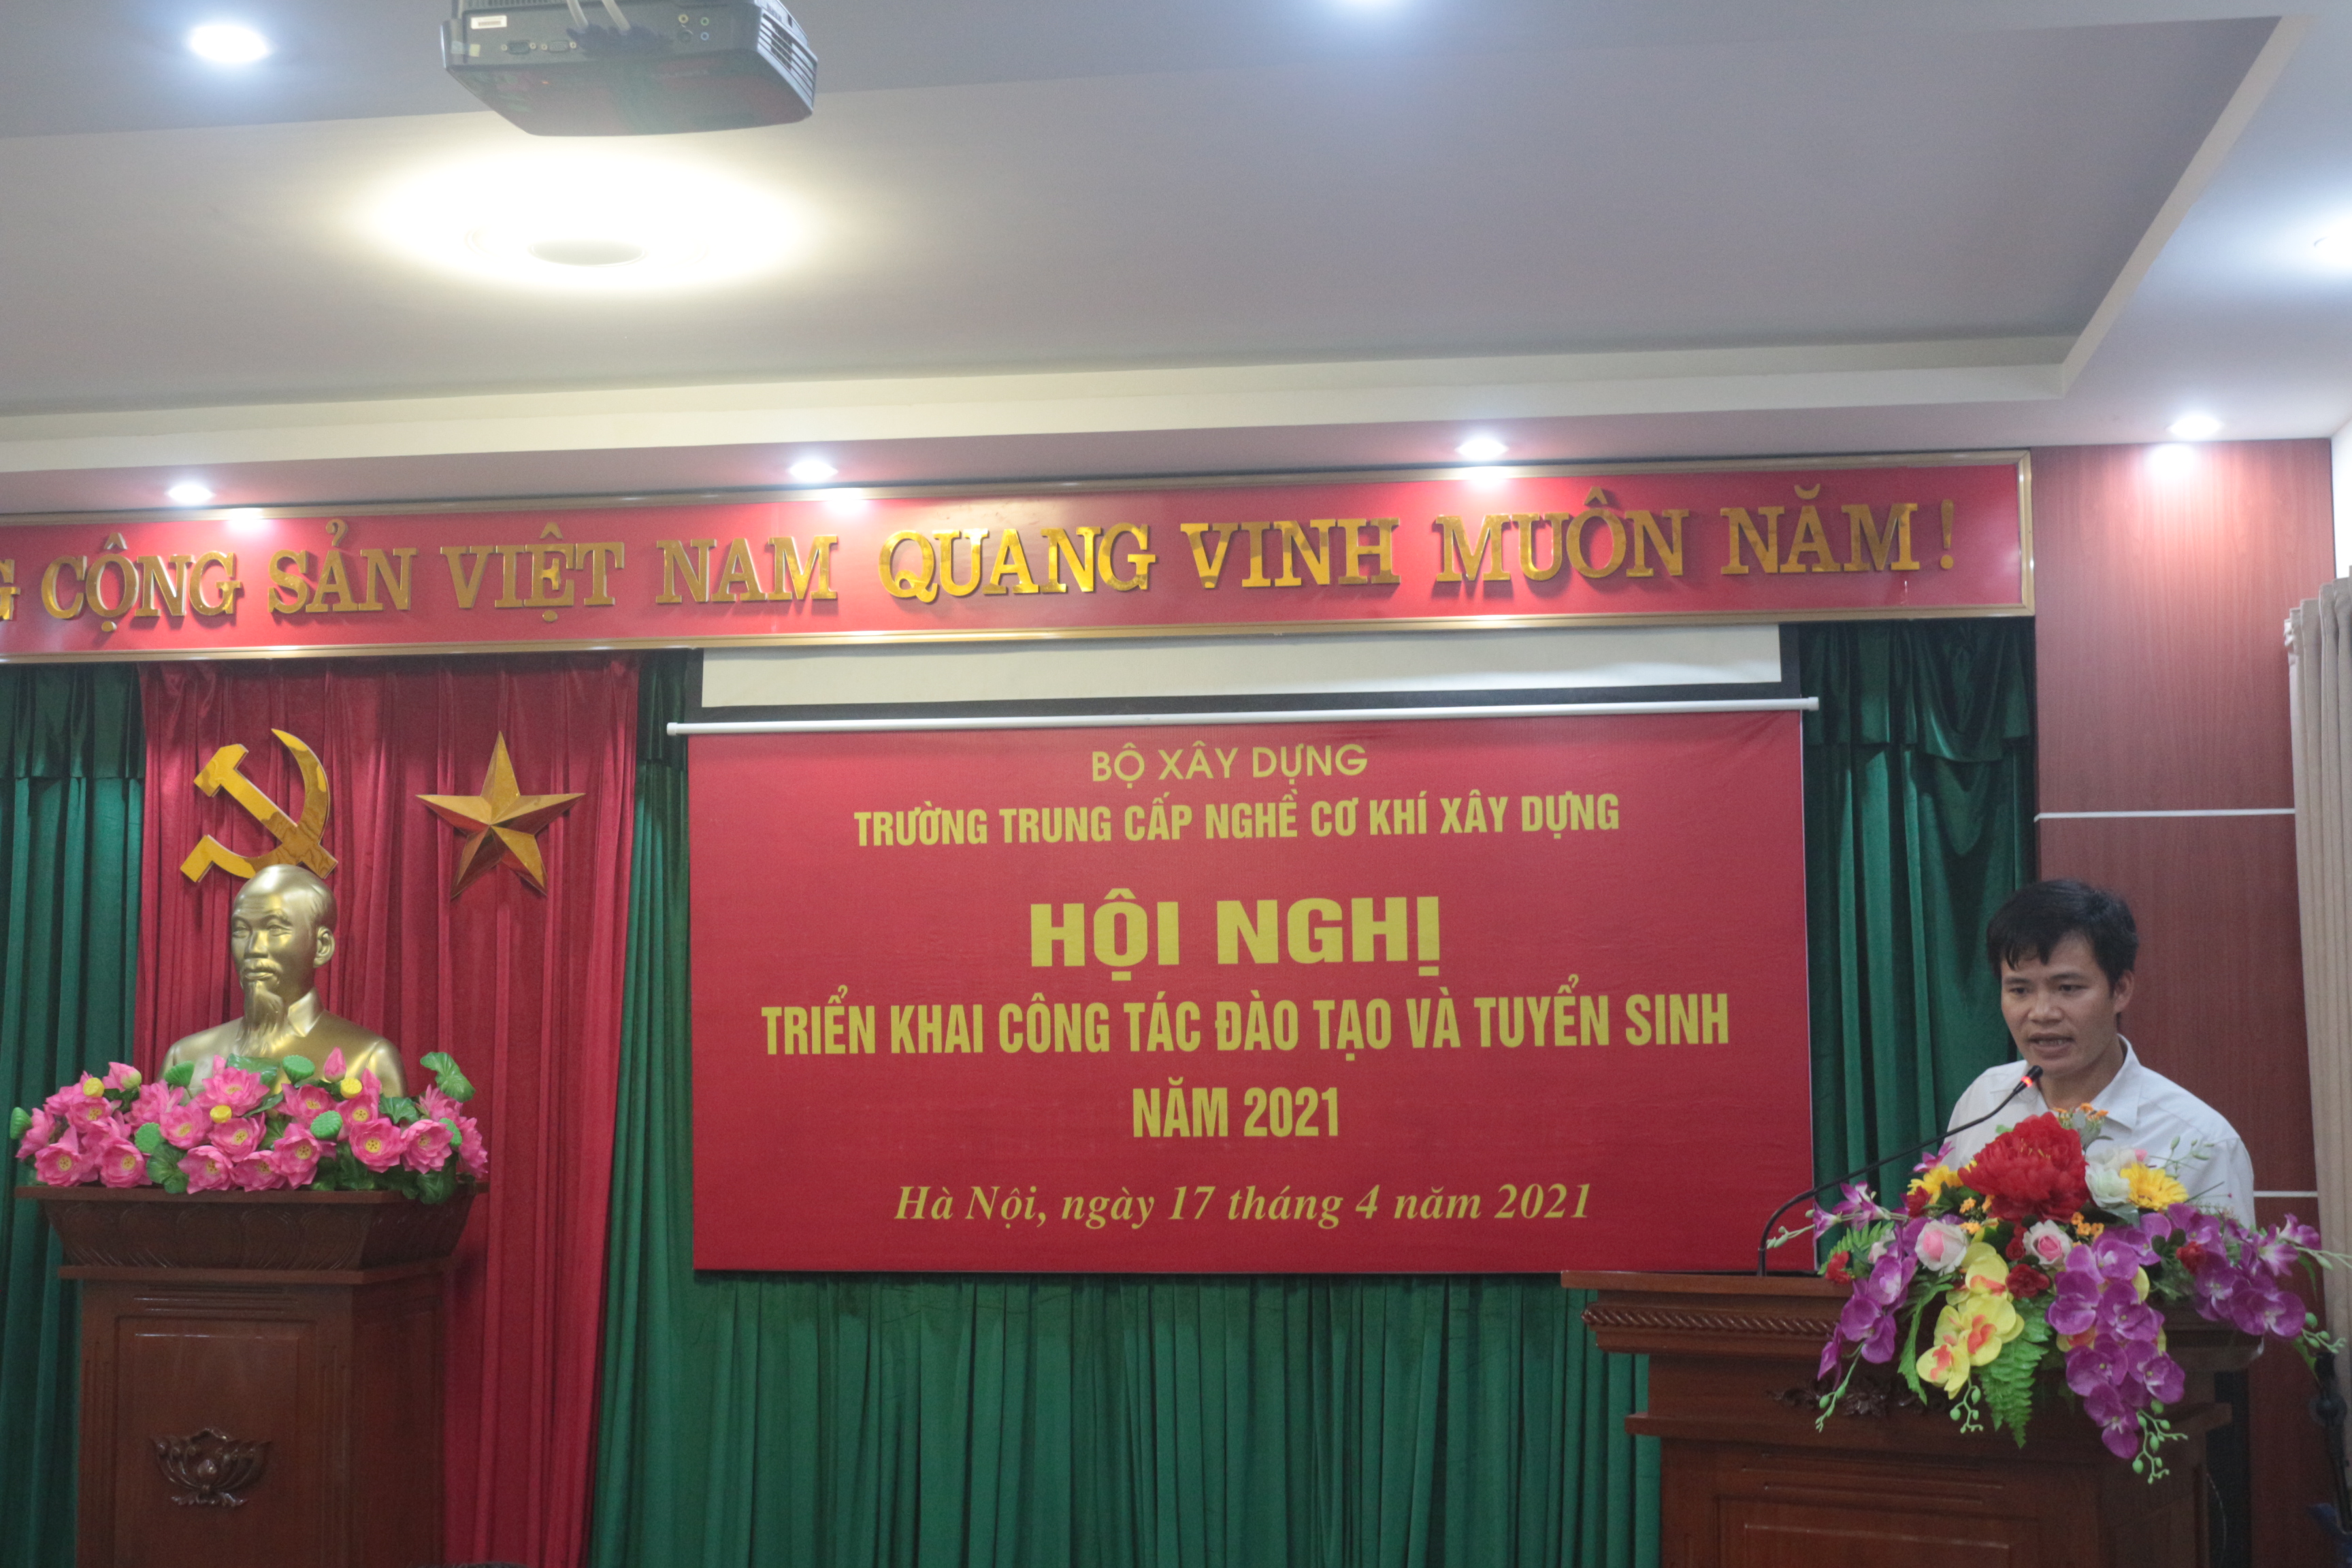 CỘNG SẢN VIỆT NAM QUANG VINH MUÔN NĂM !
BỘ XÂY DỰNG
TRƯỜNG TRUNG CẤP NGHỀ CƠ KHÍ XÂY DỰNG
HỘI NGHỊ
TRIỂN KHAI CÔNG TÁC ĐÀO TẠO VÀ TUYỂN SINH
NĂM 2021
Hà Nội, ngày 17 tháng 4 năm 2021